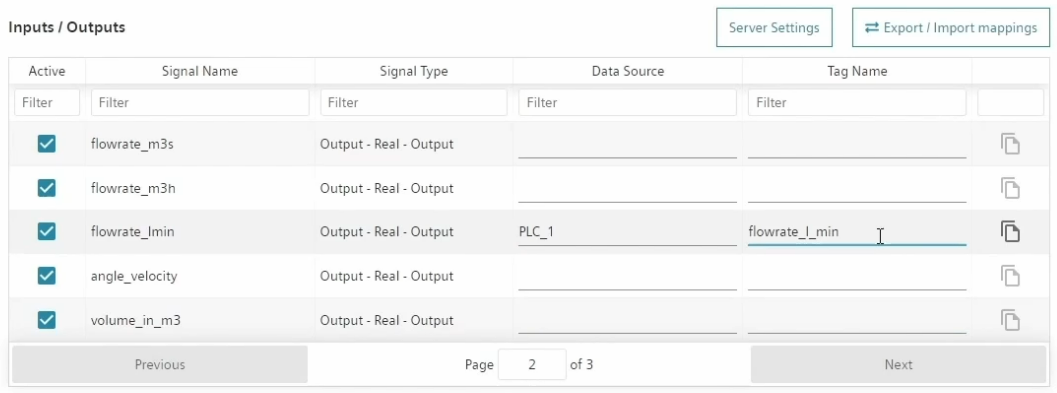 Inputs / Outputs
Server Settings
Export / Import mappings
Active Signal Name Signal Type Data Source Tag Name
Filter Filter Filter Filter Filter
flowrate_m3s Output - Real - Output
flowrate_m3h Output - Real - Output
flowrate_lmin Output - Real - Output PLC_1 flowrate_l_min
angle_velocity Output - Real - Output
volume_in_m3 Output - Real - Output
Previous Page 2 of 3 Next